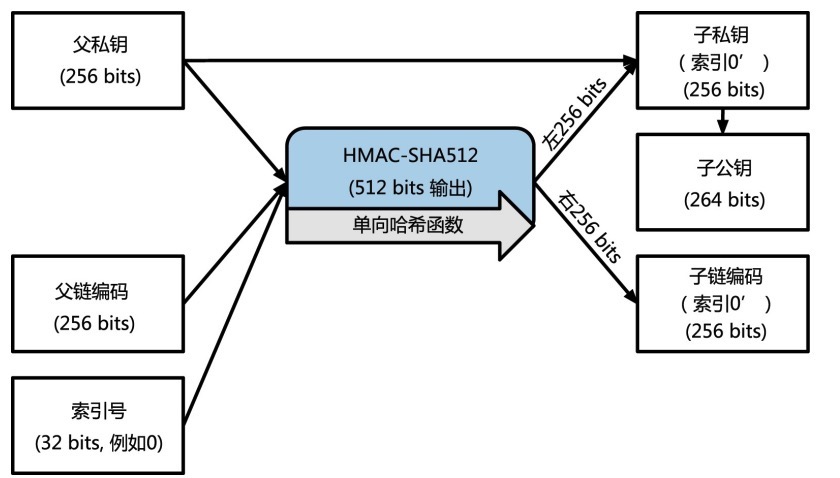 父私钥
(256 bits)
子私钥
（ 索引0′ ）
(256 bits)
左256 bits
HMAC-SHA512
(512 bits 输出)
单向哈希函数
子公钥
(264 bits)
右256 bits
父链编码
(256 bits)
子链编码
（ 索引0′ ）
(256 bits)
索引号
(32 bits, 例如0)